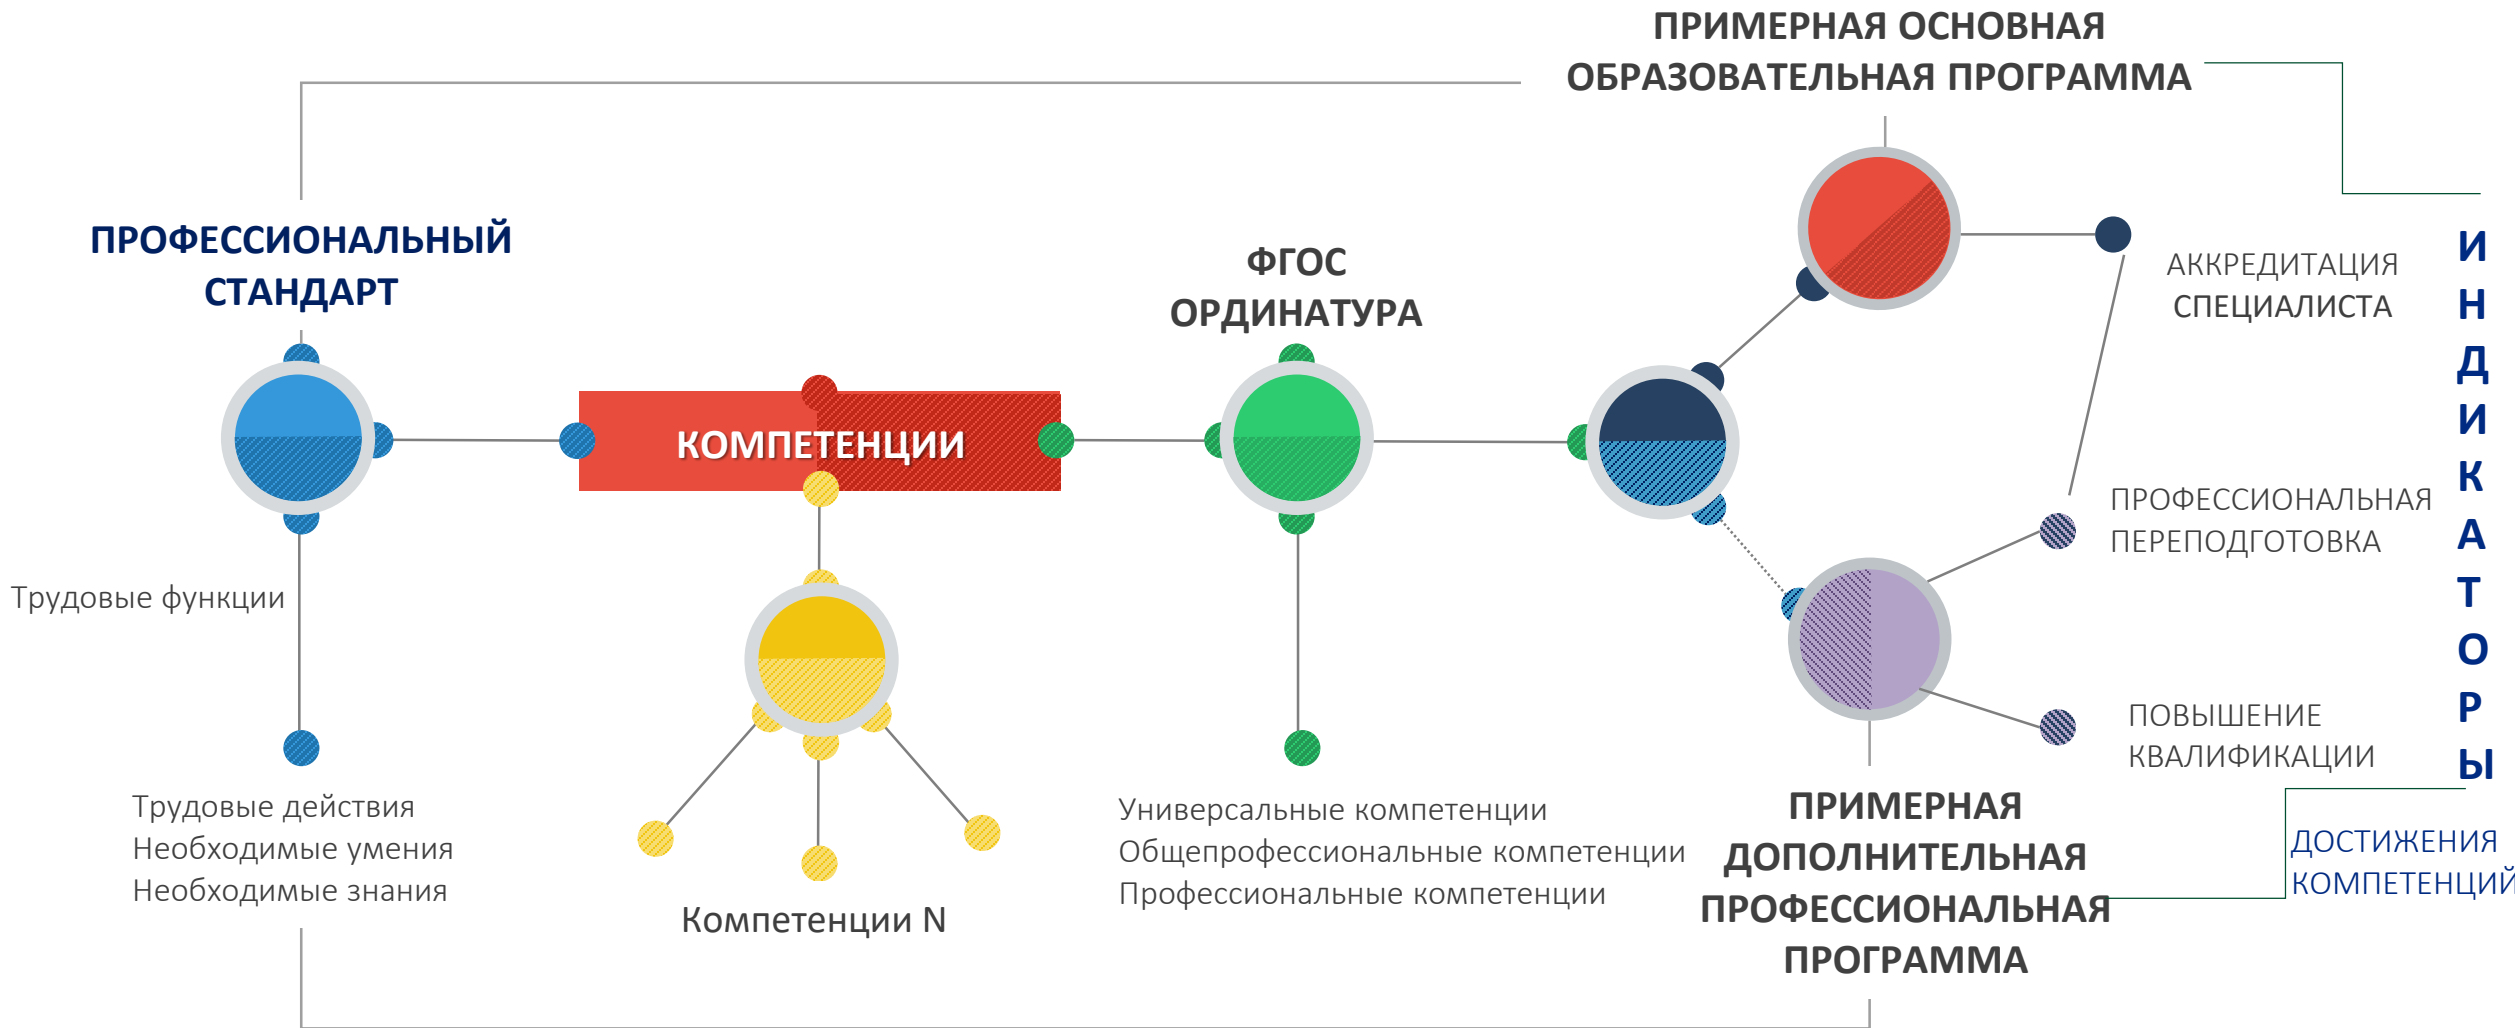 ПРИМЕРНАЯ ОСНОВНАЯ
ОБРАЗОВАТЕЛЬНАЯ ПРОГРАММА
ПРОФЕССИОНАЛЬНЫЙ
СТАНДАРТ
ФГОС
ОРДИНАТУРА
АККРЕДИТАЦИЯ
СПЕЦИАЛИСТА
КОМПЕТЕНЦИИ
ПРОФЕССИОНАЛЬНАЯ
ПЕРЕПОДГОТОВКА
Трудовые функции
ПОВЫШЕНИЕ
КВАЛИФИКАЦИИ
И
Н
Д
И
К
А
Т
О
Р
Ы
Трудовые действия
Необходимые умения
Необходимые знания
Компетенции N
Универсальные компетенции
Общепрофессиональные компетенции
Профессиональные компетенции
ПРИМЕРНАЯ
ДОПОЛНИТЕЛЬНАЯ
ПРОФЕССИОНАЛЬНАЯ
ПРОГРАММА
ДОСТИЖЕНИЯ
КОМПЕТЕНЦИЙ